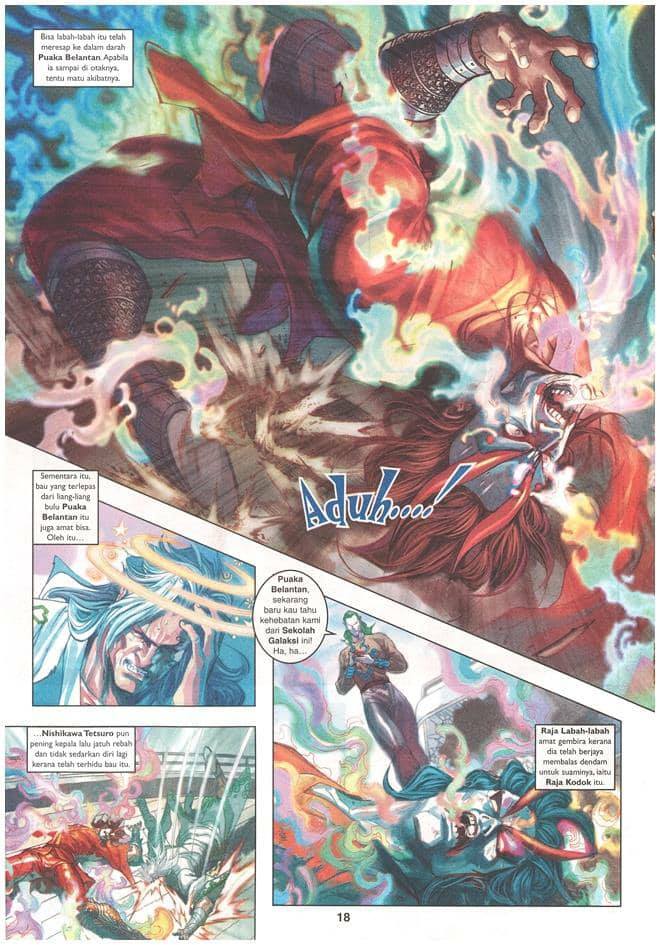 Bisa labah-labah itu telah
meresap ke dalam darah
Puaka Belantan. Apabila
ia sampai di otaknya,
tentu matu akibatnya.
Aduh....!
Sementara itu,
bau yang terlepas
dari liang-liang
bulu Puaka
Belantan itu
juga amat bisa.
Oleh itu...
Puaka
Belantan,
sekarang
baru kau tahu
kehebatan kami
dari Sekolah
Galaksi ini!
Ha, ha...
...Nishikawa Tetsuro pun
pening kepala lalu jatuh rebah
dan tidak sedarkan diri lagi
kerana telah terhidu bau itu.
Raja Labah-labah
amat gembira kerana
dia telah berjaya
membalas dendam
untuk suaminya, iaitu
Raja Kodok itu.
18